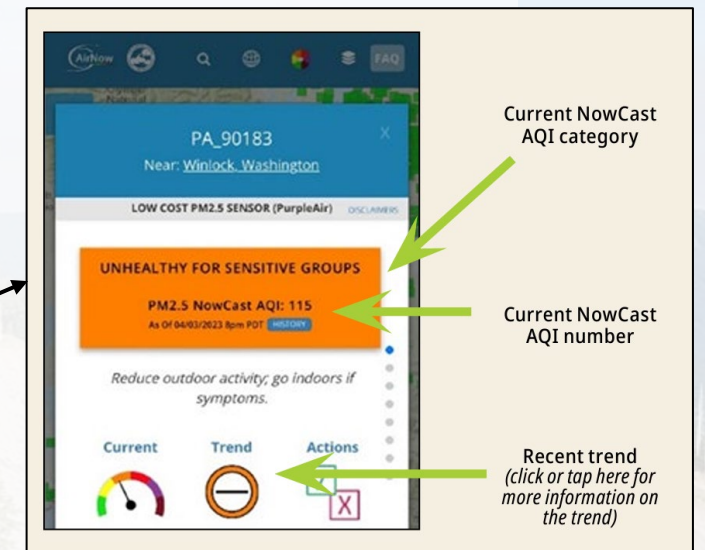 AirNow
FAQ
PA_90183
X
Near: Winlock, Washington
LOW COST PM2.5 SENSOR (PurpleAir) DISCLAIMERS
UNHEALTHY FOR SENSITIVE GROUPS
PM2.5 NowCast AQI: 115
As Of 04/03/2023 8pm PDT HISTORY
Reduce outdoor activity; go indoors if
symptoms.
Current Trend Actions
X
Current NowCast
AQI category
Current NowCast
AQI number
Recent trend
(click or tap here for
more information on
the trend)